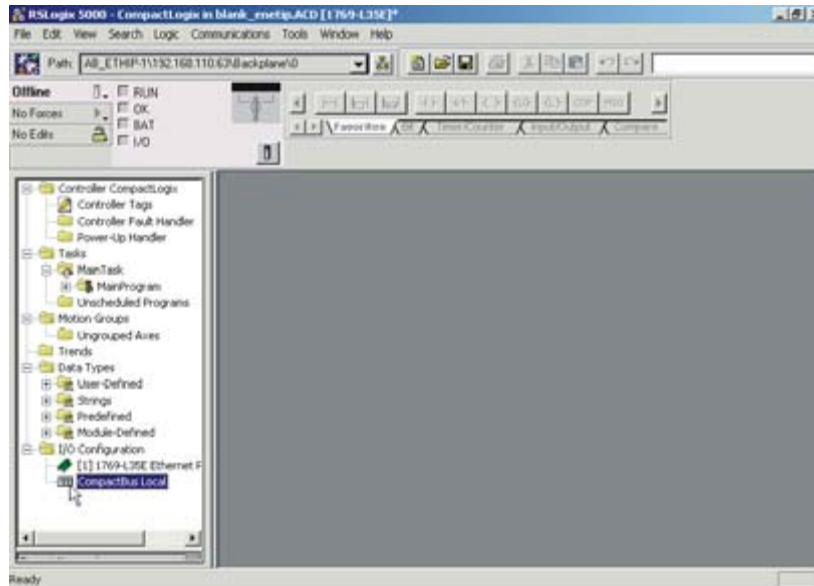 RSLogix 5000 - CompactLogix in blank_enetip.ACD [1769-L35E]*
File Edit View Search Logic Communications Tools Window Help
Path: AB_ETHIP-1\192.168.110.63\Backplane\0
Offline
RUN
No Forces
OK
BAT
No Edits
I/O
Favorites Bit Timer/Counter Input/Output Compare
Controller CompactLogix
Controller Tags
Controller Fault Handler
Power-Up Handler
Tasks
MainTask
MainProgram
Unscheduled Programs
Motion Groups
Ungrouped Axes
Trends
Data Types
User-Defined
Strings
Predefined
Module-Defined
I/O Configuration
[1] 1769-L35E Ethernet P
CompactBus Local
Ready